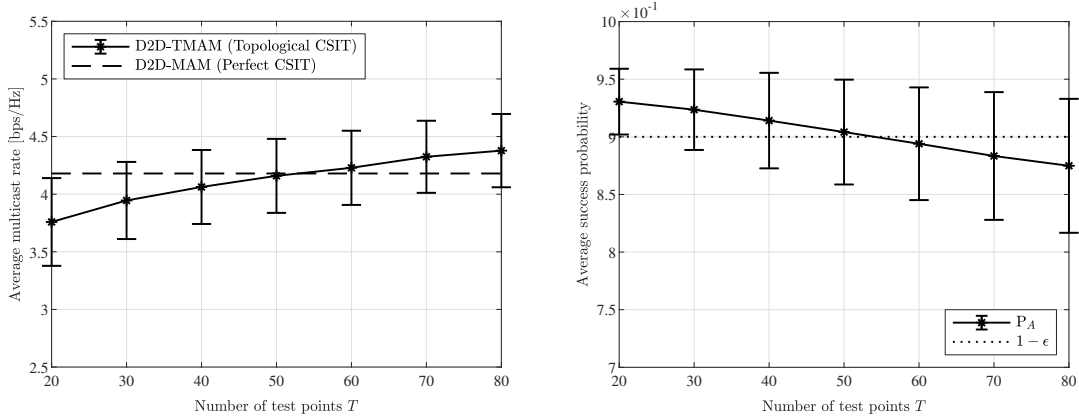 5.5
5
4.5
4
3.5
3
2.5
Average multicast rate [bps/Hz]
D2D-TMAM (Topological CSIT)
D2D-MAM (Perfect CSIT)
20 30 40 50 60 70 80
Number of test points T
×10⁻¹
10
9.5
9
8.5
8
7.5
7
Average success probability
P_A
1 − ϵ
20 30 40 50 60 70 80
Number of test points T